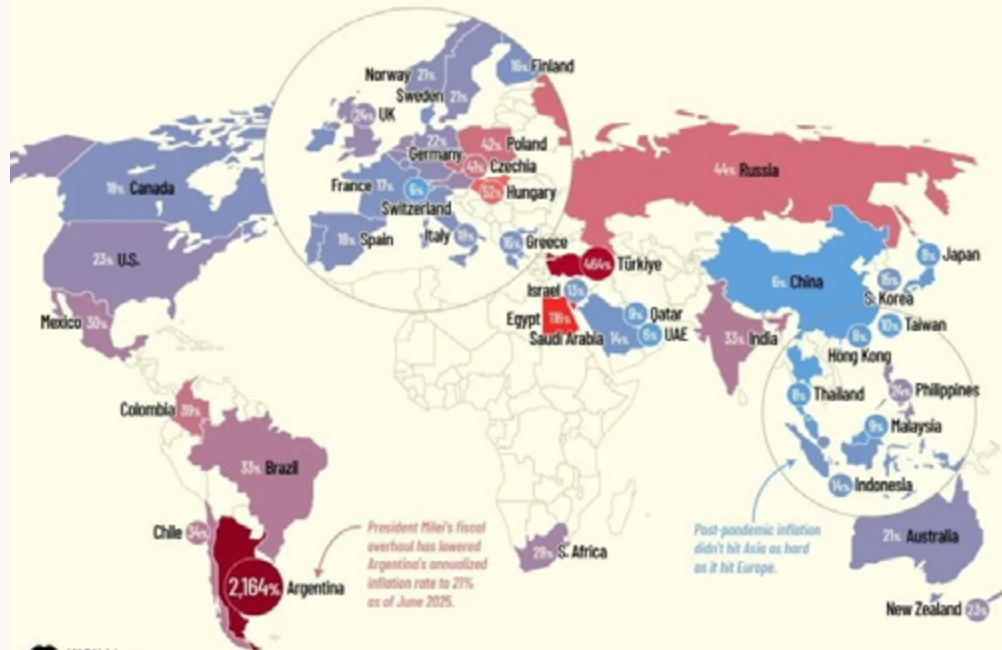 Norway 21%
16% Finland
Sweden 21%
24% UK
22%
Germany
42% Poland
41% Czechia
52% Hungary
France 17%
6%
Switzerland
18% Spain
Italy 18%
16% Greece
18% Canada
23% U.S.
Mexico 30%
44% Russia
464% Türkiye
Israel 13%
Egypt 116%
Saudi Arabia 14%
9% Qatar
6% UAE
6% China
8% Japan
15%
S. Korea
10% Taiwan
8%
Hong Kong
33% India
8% Thailand
24% Philippines
9% Malaysia
14% Indonesia
Colombia 39%
33% Brazil
Chile 34%
2,164% Argentina
President Milei's fiscal
overhaul has lowered
Argentina's annualized
inflation rate to 21%
as of June 2025.
28% S. Africa
Post-pandemic inflation
didn't hit Asia as hard
as it hit Europe.
21% Australia
New Zealand 23%